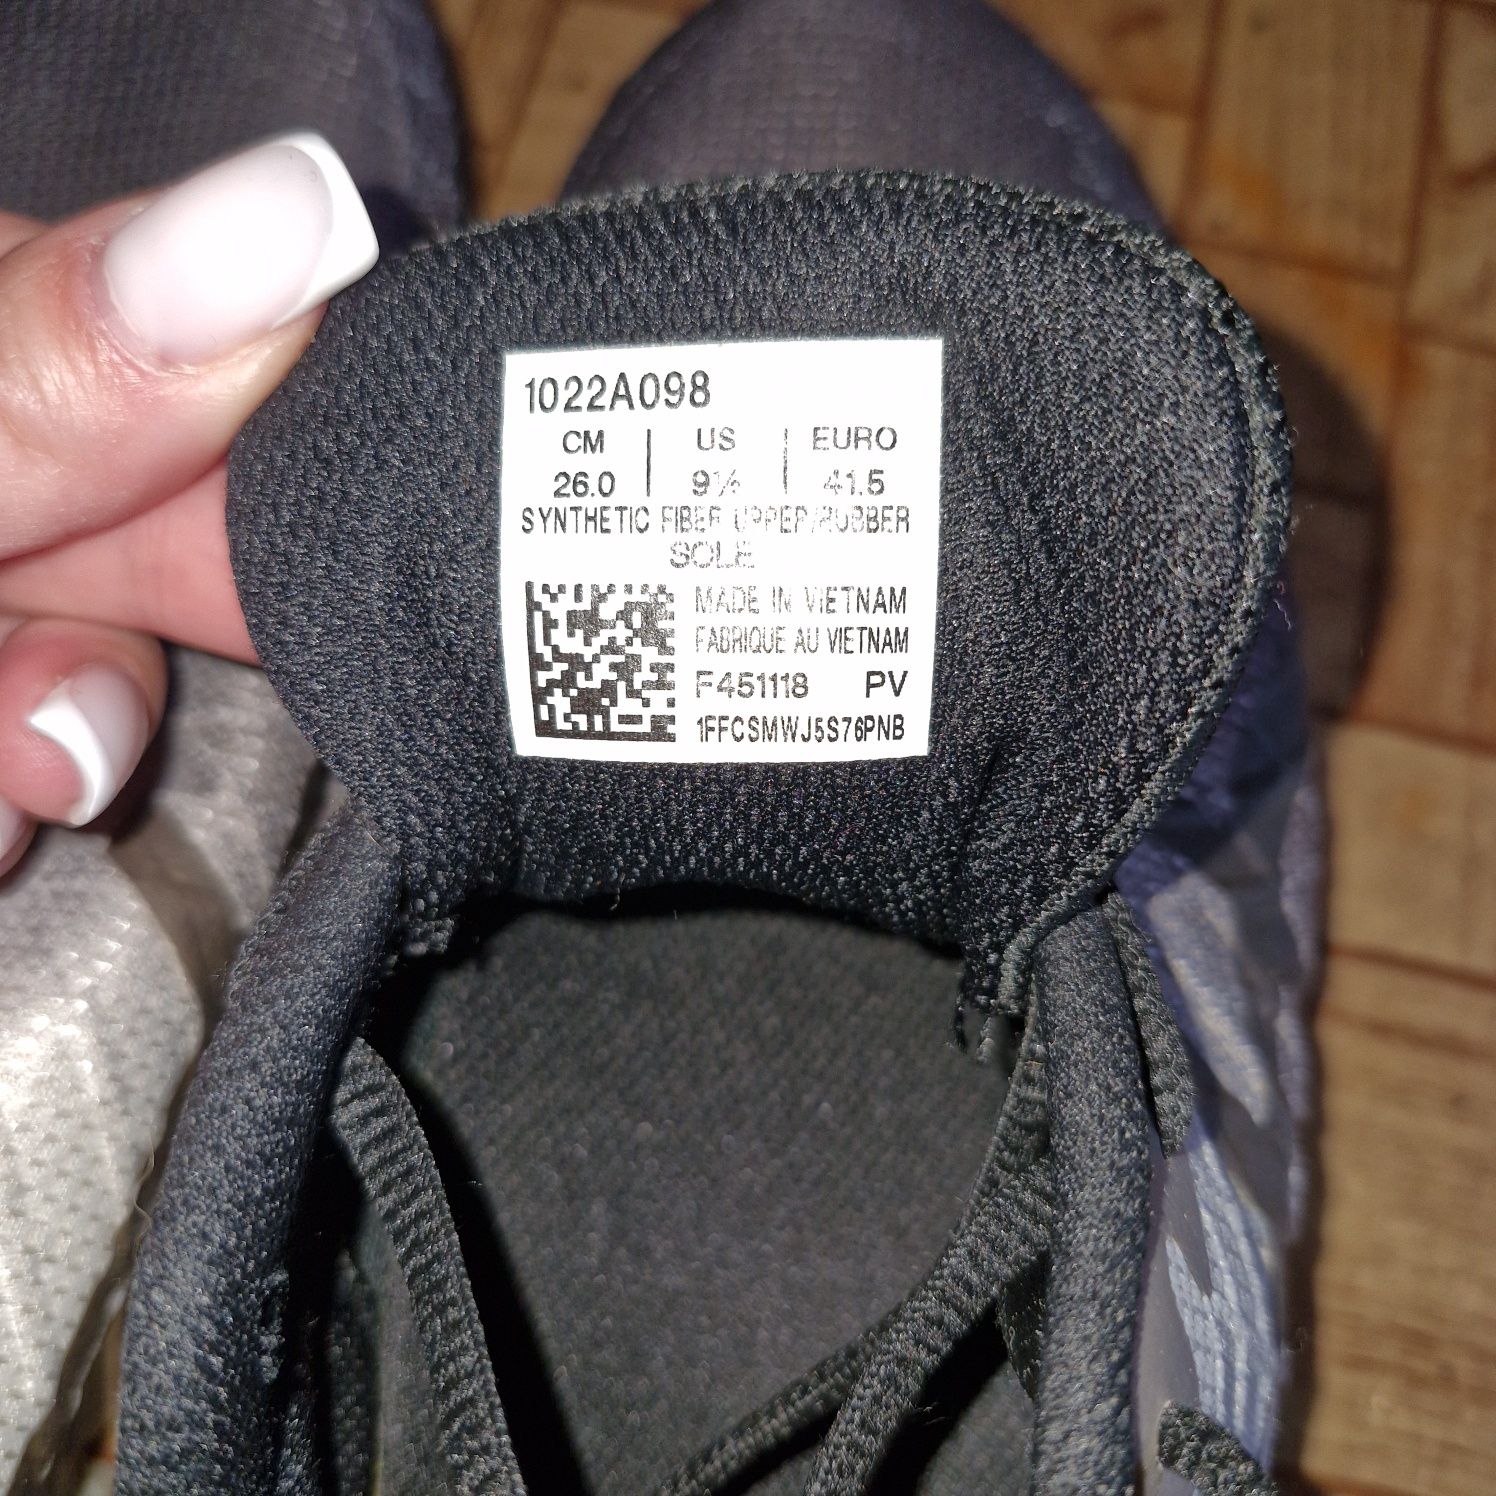 1022A098
CM | US | EURO
26.0 | 9½ | 41.5
SYNTHETIC FIBER UPPER/RUBBER
SOLE
MADE IN VIETNAM
FABRIQUE AU VIETNAM
F451118 PV
1FFCSMWJ5S76PNB